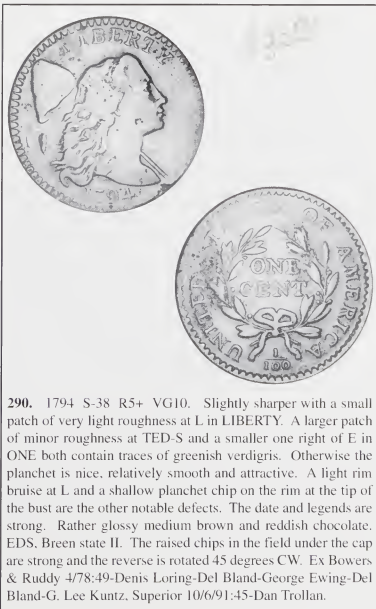 LIBERTY
94
UNITED
OF AMERICA
ONE
CENT
1
100
290. 1794 S-38 R5+ VG10. Slightly sharper with a small
patch of very light roughness at L in LIBERTY. A larger patch
of minor roughness at TED-S and a smaller one right of E in
ONE both contain traces of greenish verdigris. Otherwise the
planchet is nice, relatively smooth and attractive. A light rim
bruise at L and a shallow planchet chip on the rim at the tip of
the bust are the other notable defects. The date and legends are
strong. Rather glossy medium brown and reddish chocolate.
EDS, Breen state II. The raised chips in the field under the cap
are strong and the reverse is rotated 45 degrees CW. Ex Bowers
& Ruddy 4/78:49-Denis Loring-Del Bland-George Ewing-Del
Bland-G. Lee Kuntz, Superior 10/6/91:45-Dan Trollan.